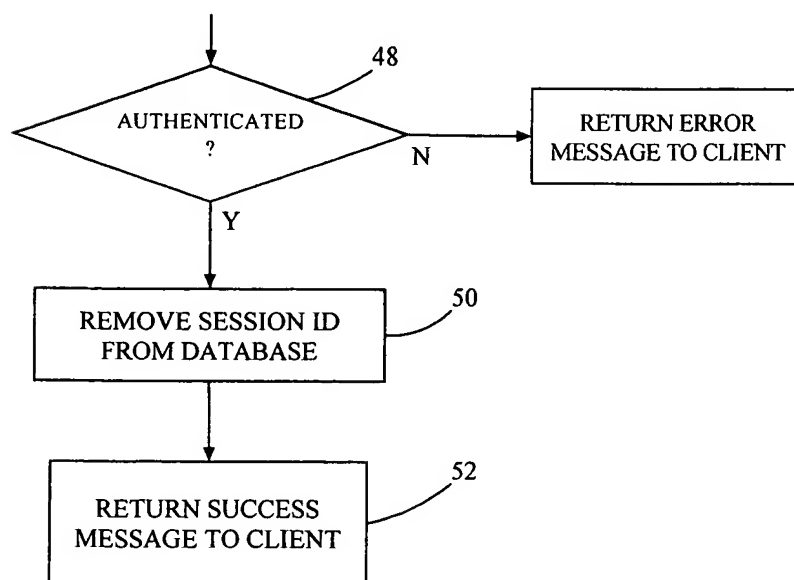 48
AUTHENTICATED
?
N
RETURN ERROR
MESSAGE TO CLIENT
Y
50
REMOVE SESSION ID
FROM DATABASE
52
RETURN SUCCESS
MESSAGE TO CLIENT